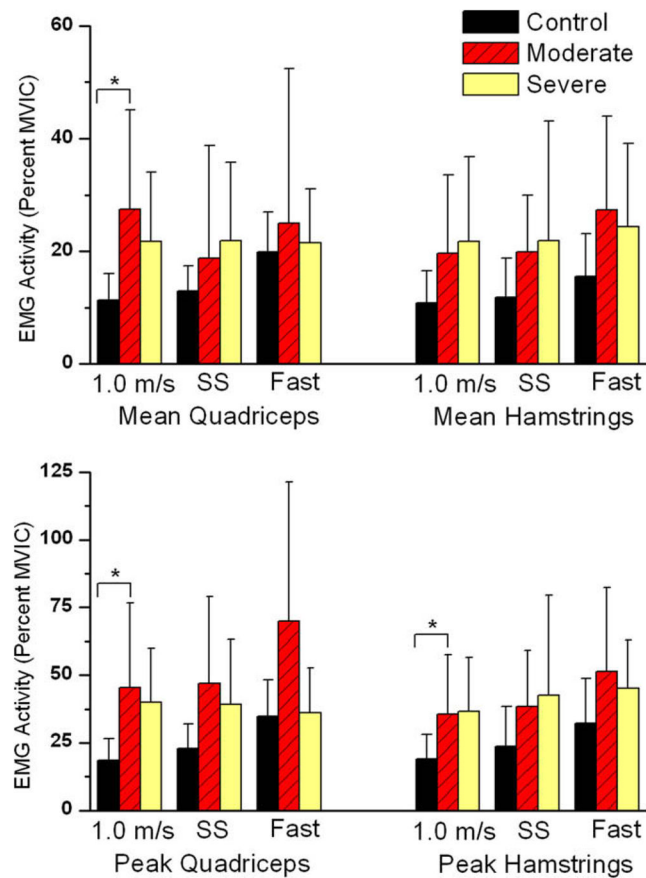 Control
Moderate
Severe
EMG Activity (Percent MVIC)
60
40
20
0
*
1.0 m/s SS Fast 1.0 m/s SS Fast
Mean Quadriceps Mean Hamstrings
EMG Activity (Percent MVIC)
125
100
75
50
25
0
* *
1.0 m/s SS Fast 1.0 m/s SS Fast
Peak Quadriceps Peak Hamstrings